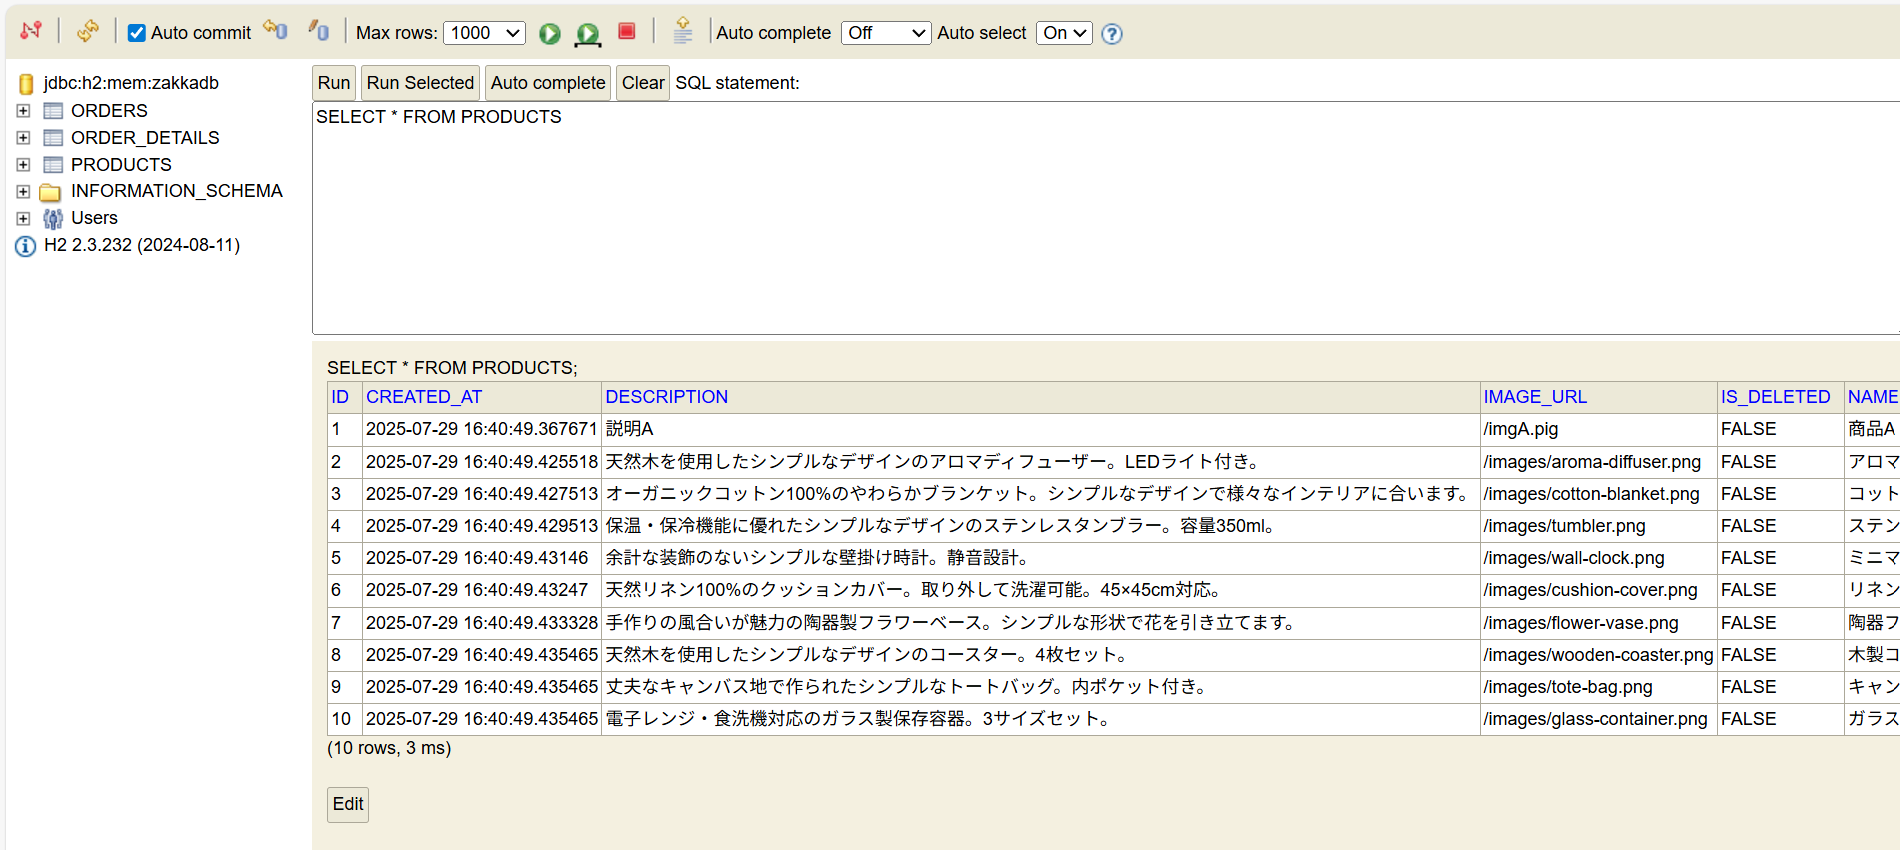 Auto commit Max rows: 1000 Auto complete Off Auto select On
jdbc:h2:mem:zakkadb
ORDERS
ORDER_DETAILS
PRODUCTS
INFORMATION_SCHEMA
Users
H2 2.3.232 (2024-08-11)
Run Run Selected Auto complete Clear SQL statement:
SELECT * FROM PRODUCTS
SELECT * FROM PRODUCTS;
ID CREATED_AT DESCRIPTION IMAGE_URL IS_DELETED NAME
1 2025-07-29 16:40:49.367671 説明A /imgA.pig FALSE 商品A
2 2025-07-29 16:40:49.425518 天然木を使用したシンプルなデザインのアロマディフューザー。LEDライト付き。 /images/aroma-diffuser.png FALSE アロマ
3 2025-07-29 16:40:49.427513 オーガニックコットン100%のやわらかブランケット。シンプルなデザインで様々なインテリアに合います。 /images/cotton-blanket.png FALSE コット
4 2025-07-29 16:40:49.429513 保温・保冷機能に優れたシンプルなデザインのステンレスタンブラー。容量350ml。 /images/tumbler.png FALSE ステン
5 2025-07-29 16:40:49.43146 余計な装飾のないシンプルな壁掛け時計。静音設計。 /images/wall-clock.png FALSE ミニマ
6 2025-07-29 16:40:49.43247 天然リネン100%のクッションカバー。取り外して洗濯可能。45×45cm対応。 /images/cushion-cover.png FALSE リネン
7 2025-07-29 16:40:49.433328 手作りの風合いが魅力の陶器製フラワーベース。シンプルな形状で花を引き立てます。 /images/flower-vase.png FALSE 陶器フ
8 2025-07-29 16:40:49.435465 天然木を使用したシンプルなデザインのコースター。4枚セット。 /images/wooden-coaster.png FALSE 木製コ
9 2025-07-29 16:40:49.435465 丈夫なキャンバス地で作られたシンプルなトートバッグ。内ポケット付き。 /images/tote-bag.png FALSE キャン
10 2025-07-29 16:40:49.435465 電子レンジ・食洗機対応のガラス製保存容器。3サイズセット。 /images/glass-container.png FALSE ガラス
(10 rows, 3 ms)
Edit